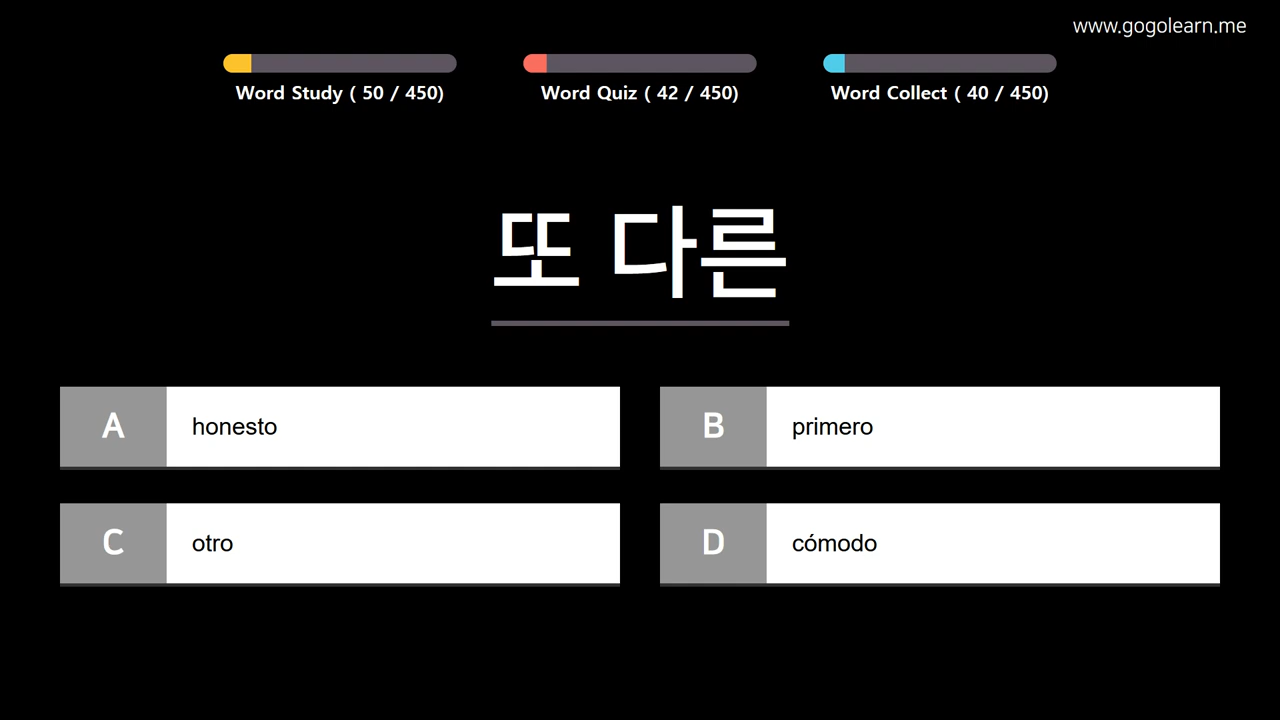 www.gogolearn.me
Word Study ( 50 / 450)
Word Quiz ( 42 / 450)
Word Collect ( 40 / 450)
또 다른
A honesto
B primero
C otro
D cómodo